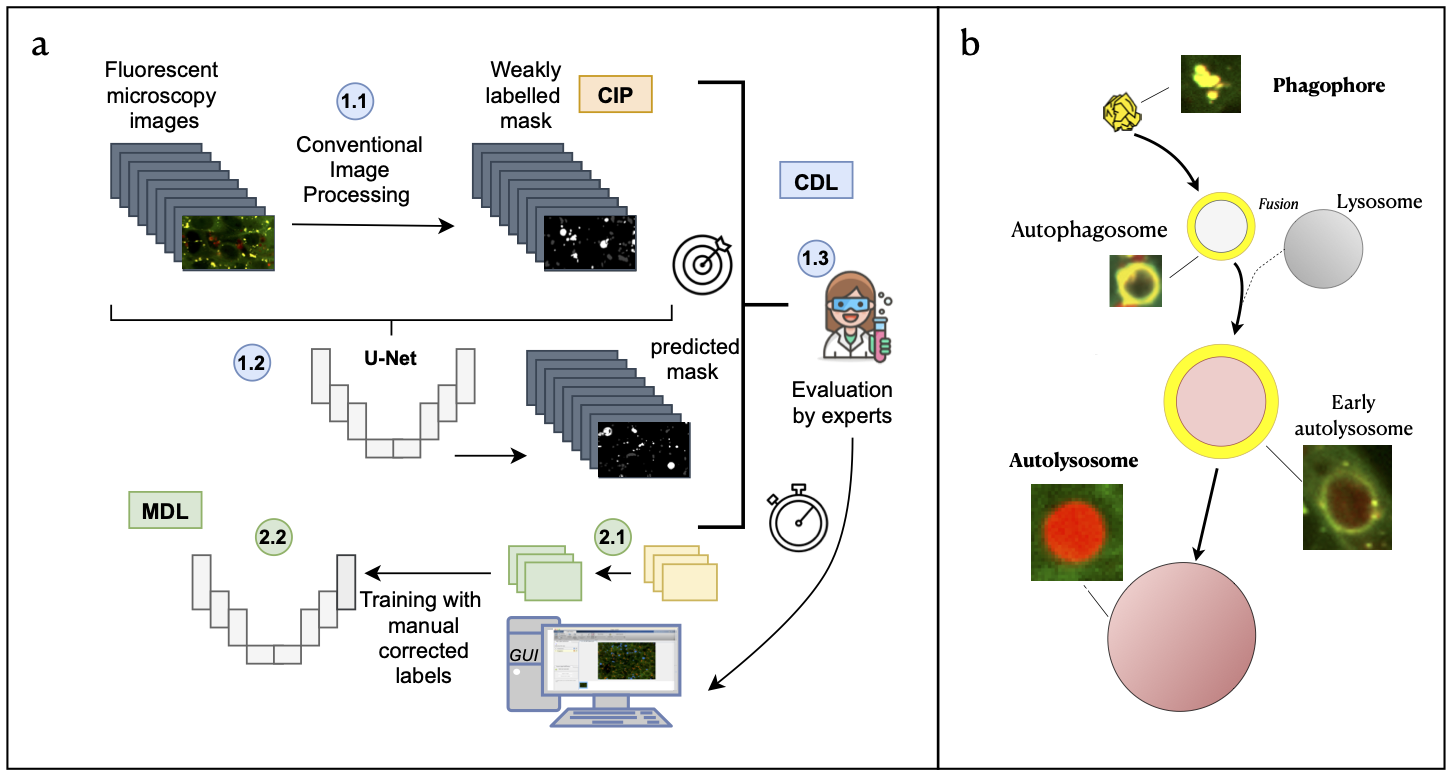 a
Fluorescent
microscopy
images
1.1
Conventional
Image
Processing
Weakly
labelled
mask
CIP
CDL
1.3
Evaluation
by experts
1.2
U-Net
predicted
mask
MDL
2.2
2.1
Training with
manual
corrected
labels
GUI
b
Phagophore
Autophagosome
Fusion
Lysosome
Early
autolysosome
Autolysosome